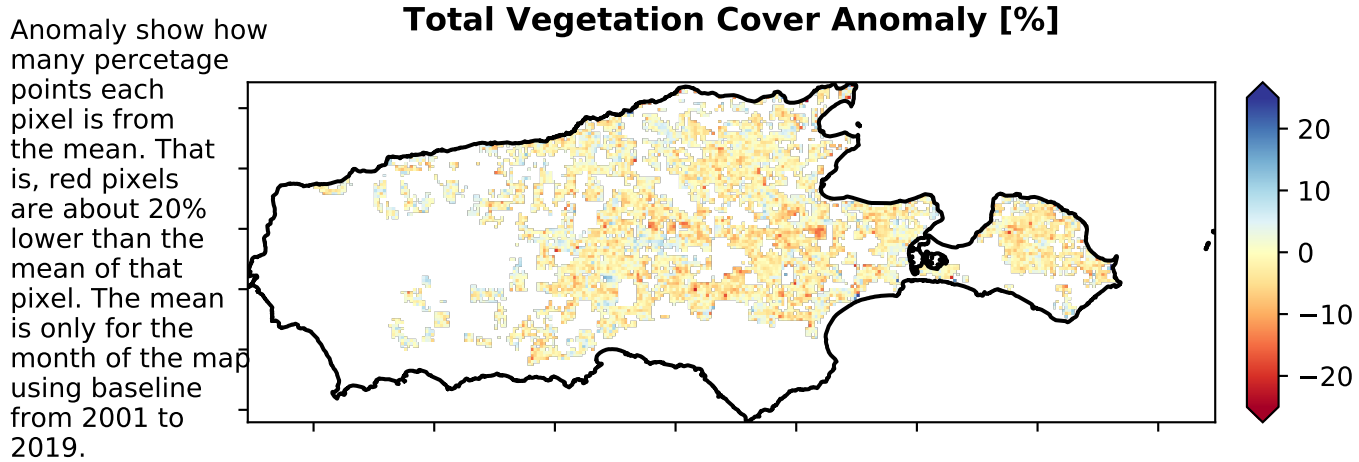 Total Vegetation Cover Anomaly [%]
Anomaly show how
many percetage
points each
pixel is from
the mean. That
is, red pixels
are about 20%
lower than the
mean of that
pixel. The mean
is only for the
month of the map
using baseline
from 2001 to
2019.
20
10
0
−10
−20